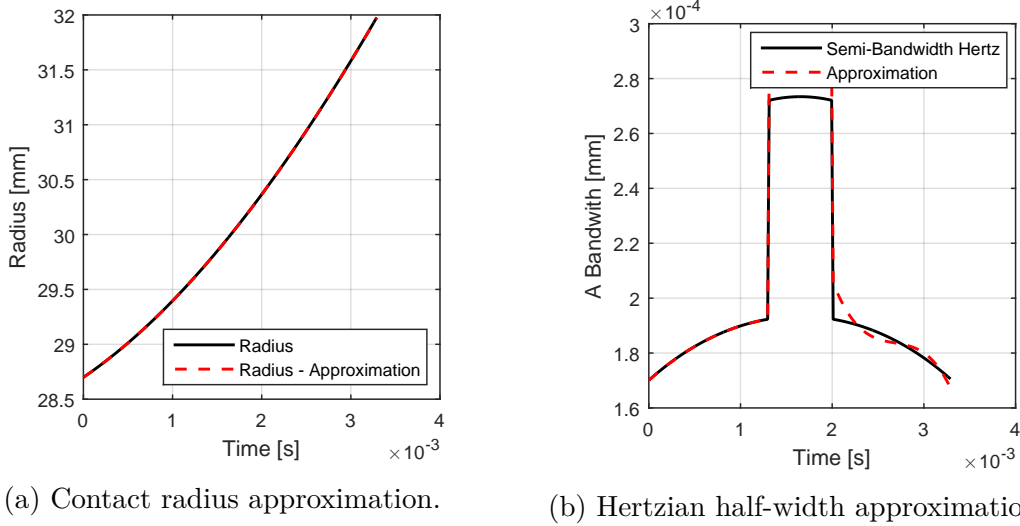 32
31.5
31
30.5
30
29.5
29
28.5
Radius [mm]
Radius
Radius - Approximation
0
1
2
3
4
Time [s]
×10-3
(a) Contact radius approximation.
×10-4
3
2.8
2.6
2.4
2.2
2
1.8
1.6
A Bandwith [mm]
Semi-Bandwidth Hertz
Approximation
0
1
2
3
4
Time [s]
×10-3
(b) Hertzian half-width approximatio